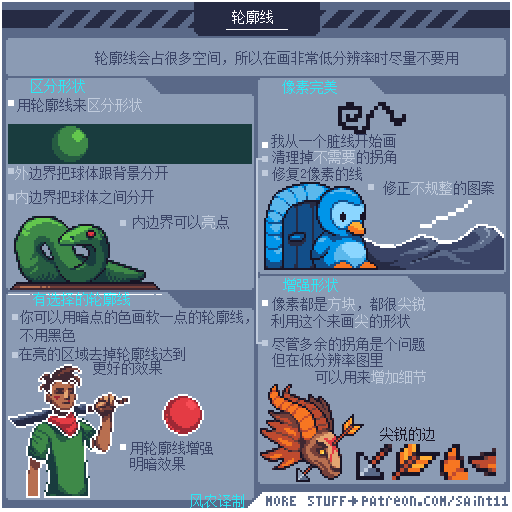 轮廓线
轮廓线会占很多空间，所以在画非常低分辨率时尽量不要用
区分形状
用轮廓线来区分形状
外边界把球体跟背景分开
内边界把球体之间分开
内边界可以亮点
有选择的轮廓线
你可以用暗点的色画软一点的轮廓线，
不用黑色
在亮的区域去掉轮廓线达到
更好的效果
用轮廓线增强
明暗效果
像素完美
我从一个脏线开始画
清理掉不需要的拐角
修复2像素的线
修正不规整的图案
增强形状
像素都是方块，都很尖锐
利用这个来画尖的形状
尽管多余的拐角是个问题
但在低分辨率图里
可以用来增加细节
尖锐的边
风农译制
MORE STUFF→Patreon.com/SAint11